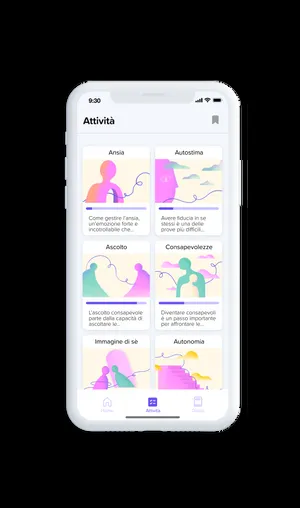 9:30
Attività
Ansia
Autostima
Come gestire l'ansia,
un'emozione forte e
incotrollabile che...
Avere fiducia in se
stessi è una delle
prove più difficili...
Ascolto
Consapevolezze
L'ascolto consapevole
parte dalla capacità di
ascoltare le...
Diventare consapevoli
è un passo importante
per affrontare le...
Immagine di sè
Autonomia
Home
Attività